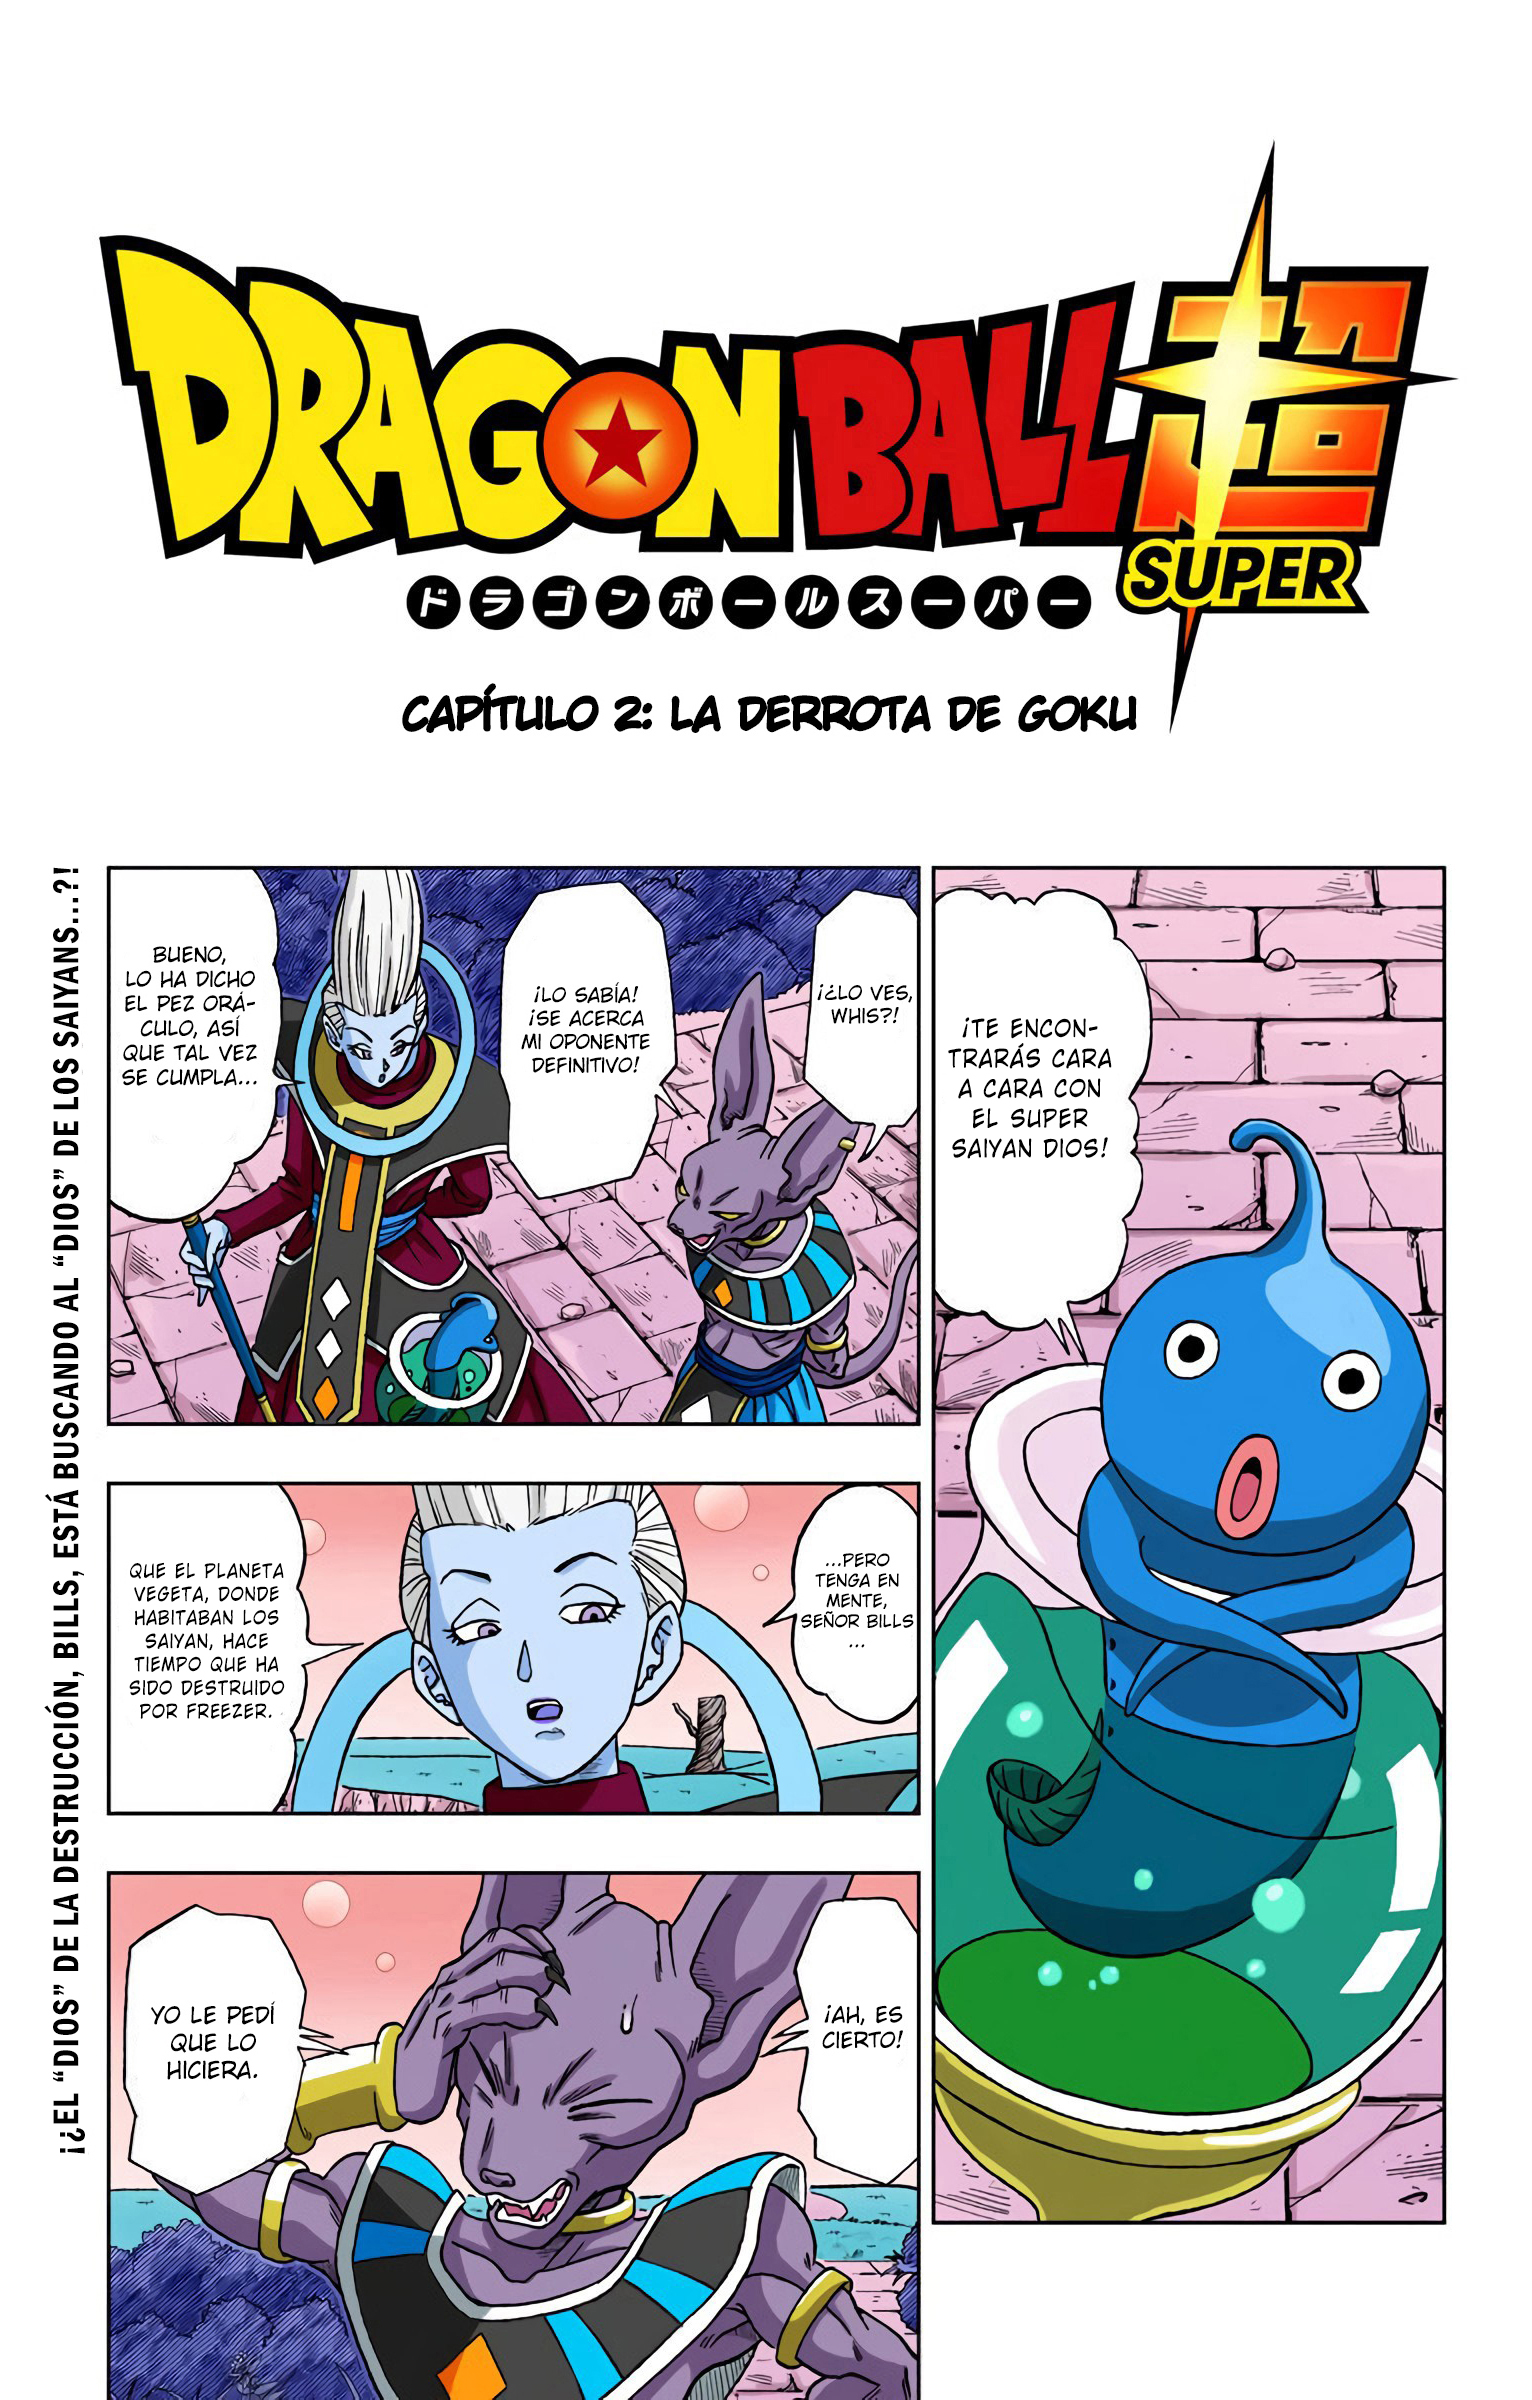 DRAGON BALL超
SUPER
ドラゴンボールスーパー
CAPÍTULO 2: LA DERROTA DE GOKU
¡¿EL “DIOS” DE LA DESTRUCCIÓN, BILLS, ESTÁ BUSCANDO AL “DIOS” DE LOS SAIYANS...?!
¡TE ENCON-
TRARÁS CARA
A CARA CON
EL SUPER
SAIYAN DIOS!
¡¿LO VES,
WHIS?!
¡LO SABÍA!
¡SE ACERCA
MI OPONENTE
DEFINITIVO!
BUENO,
LO HA DICHO
EL PEZ ORÁ-
CULO, ASÍ
QUE TAL VEZ
SE CUMPLA...
...PERO
TENGA EN
MENTE,
SEÑOR BILLS
...
QUE EL PLANETA
VEGETA, DONDE
HABITABAN LOS
SAIYAN, HACE
TIEMPO QUE HA
SIDO DESTRUIDO
POR FREEZER.
¡AH, ES
CIERTO!
YO LE PEDÍ
QUE LO
HICIERA.